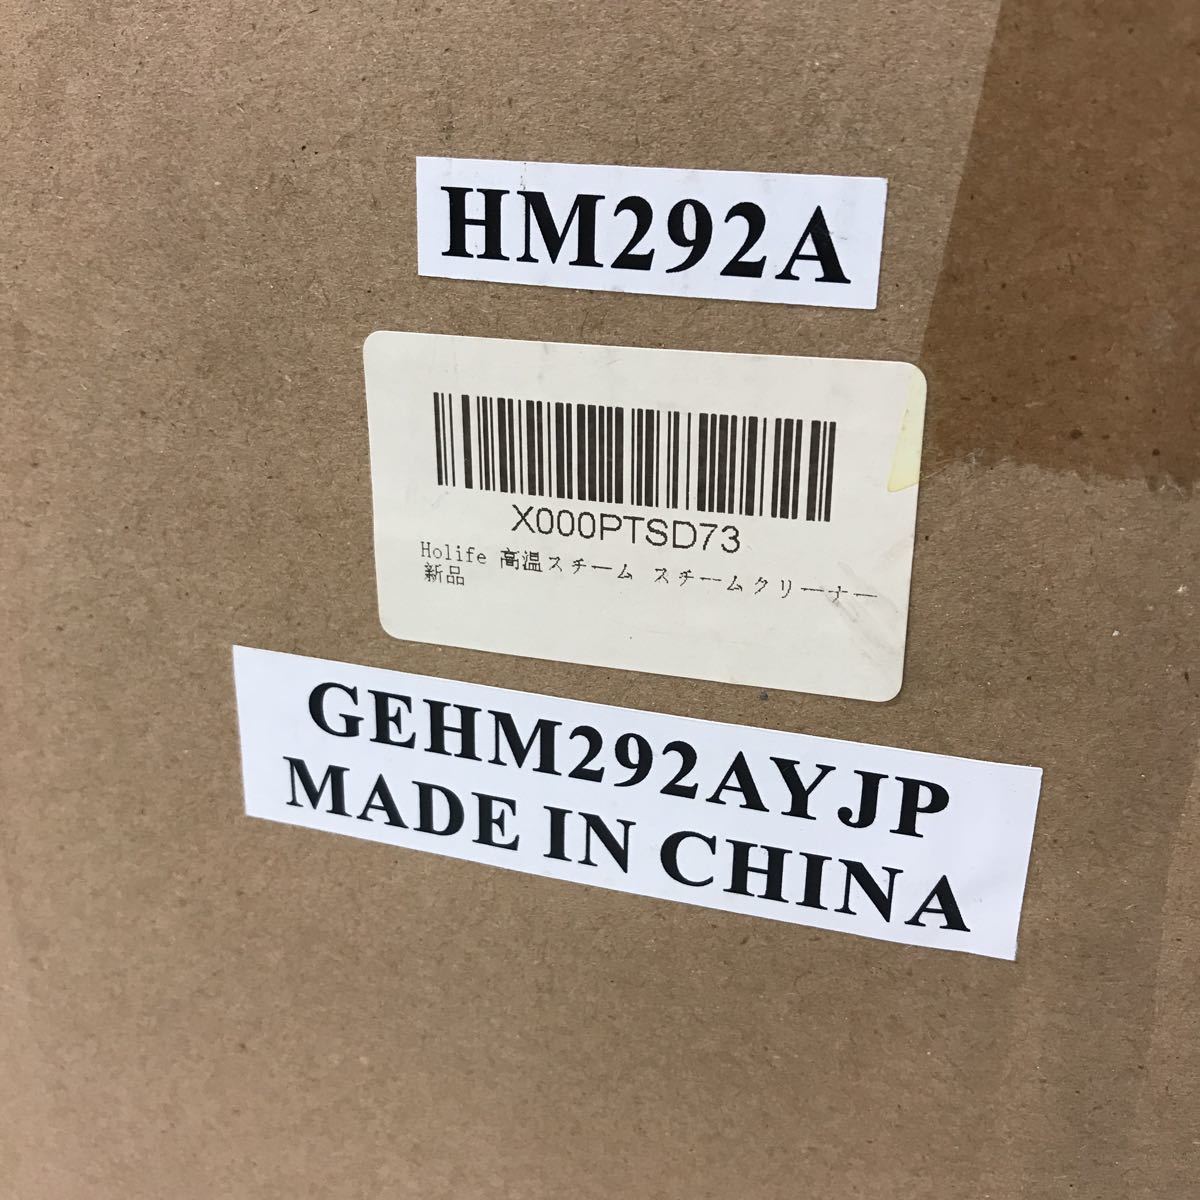 HM292A
X000PTSD73
Holife 高温スチーム スチームクリーナー
新品
GEHM292AYJP
MADE IN CHINA